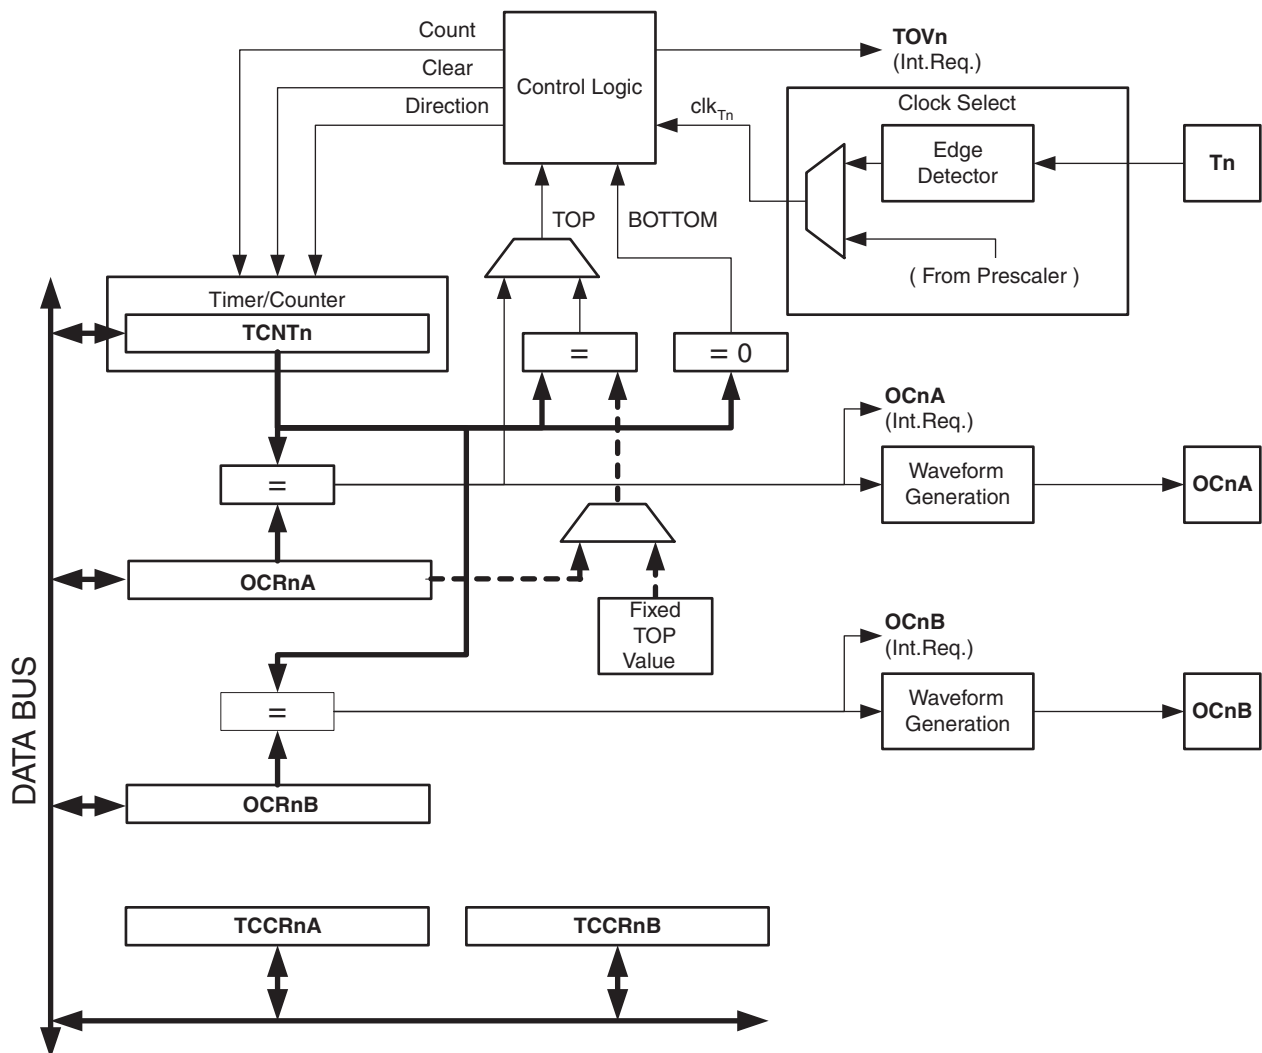 Count
Clear
Direction
Control Logic
TOVn
(Int.Req.)
clkTn
Clock Select
Edge
Detector
Tn
( From Prescaler )
TOP
BOTTOM
Timer/Counter
TCNTn
=
= 0
OCnA
(Int.Req.)
=
Waveform
Generation
OCnA
OCRnA
Fixed
TOP
Value
OCnB
(Int.Req.)
=
Waveform
Generation
OCnB
OCRnB
DATA BUS
TCCRnA
TCCRnB